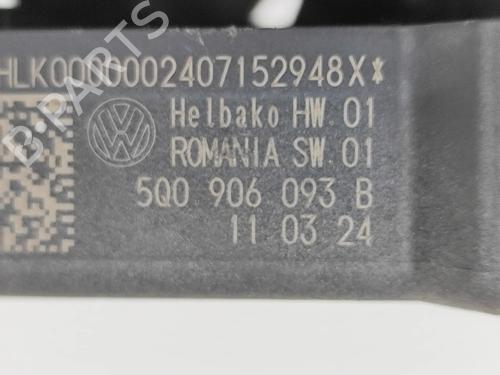 HLK0000002407152948X*
Helbako HW 01
ROMANIA SW 01
5Q0 906 093 B
11 03 24
B-PARTS